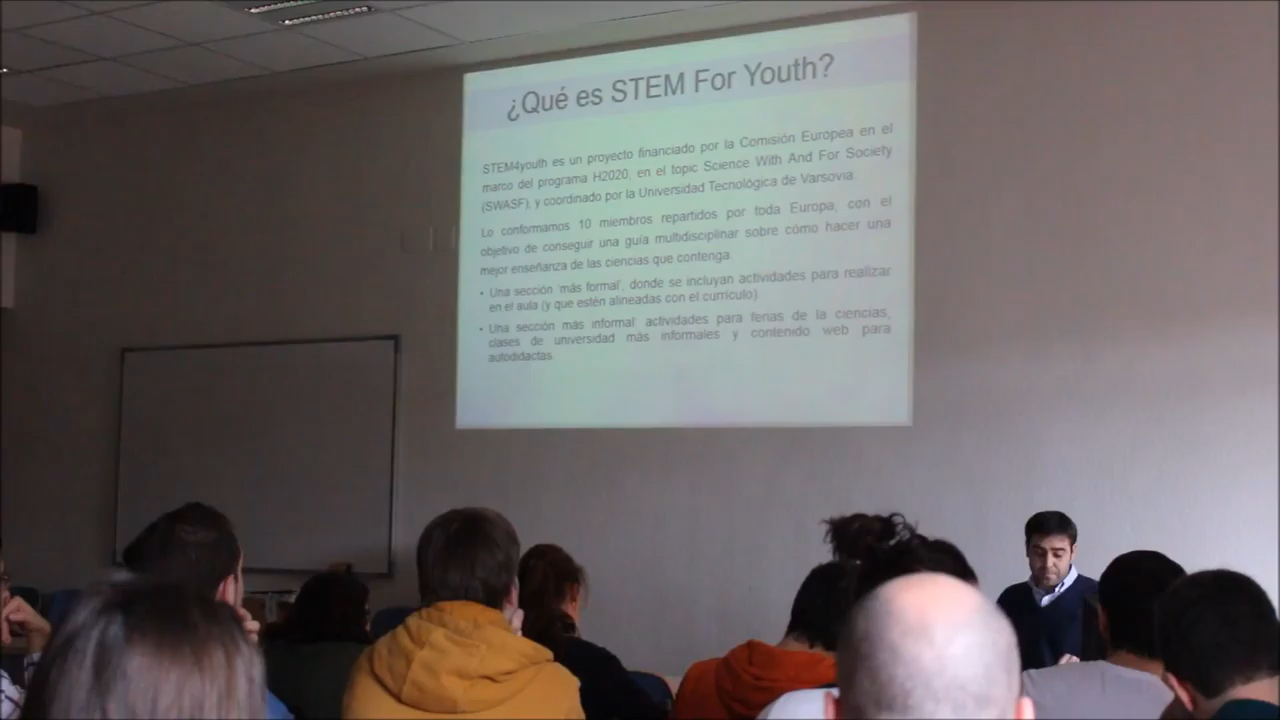 ¿Qué es STEM For Youth?
STEM4youth es un proyecto financiado por la Comisión Europea en el
marco del programa H2020, en el topic Science With And For Society
(SWASF), y coordinado por la Universidad Tecnológica de Varsovia.
Lo conformamos 10 miembros repartidos por toda Europa, con el
objetivo de conseguir una guía multidisciplinar sobre cómo hacer una
mejor enseñanza de las ciencias que contenga:
• Una sección 'más formal', donde se incluyan actividades para realizar
en el aula (y que estén alineadas con el currículo)
• Una sección más informal: actividades para ferias de la ciencias,
clases de universidad más informales y contenido web para
autodidactas.